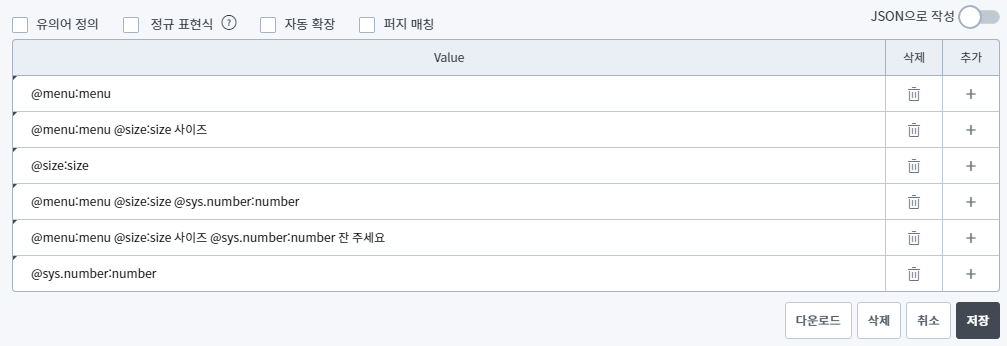 유의어 정의 정규 표현식 ? 자동 확장 퍼지 매칭 JSON으로 작성
Value 삭제 추가
@menu:menu
@menu:menu @size:size 사이즈
@size:size
@menu:menu @size:size @sys.number:number
@menu:menu @size:size 사이즈 @sys.number:number 잔 주세요
@sys.number:number
다운로드 삭제 취소 저장